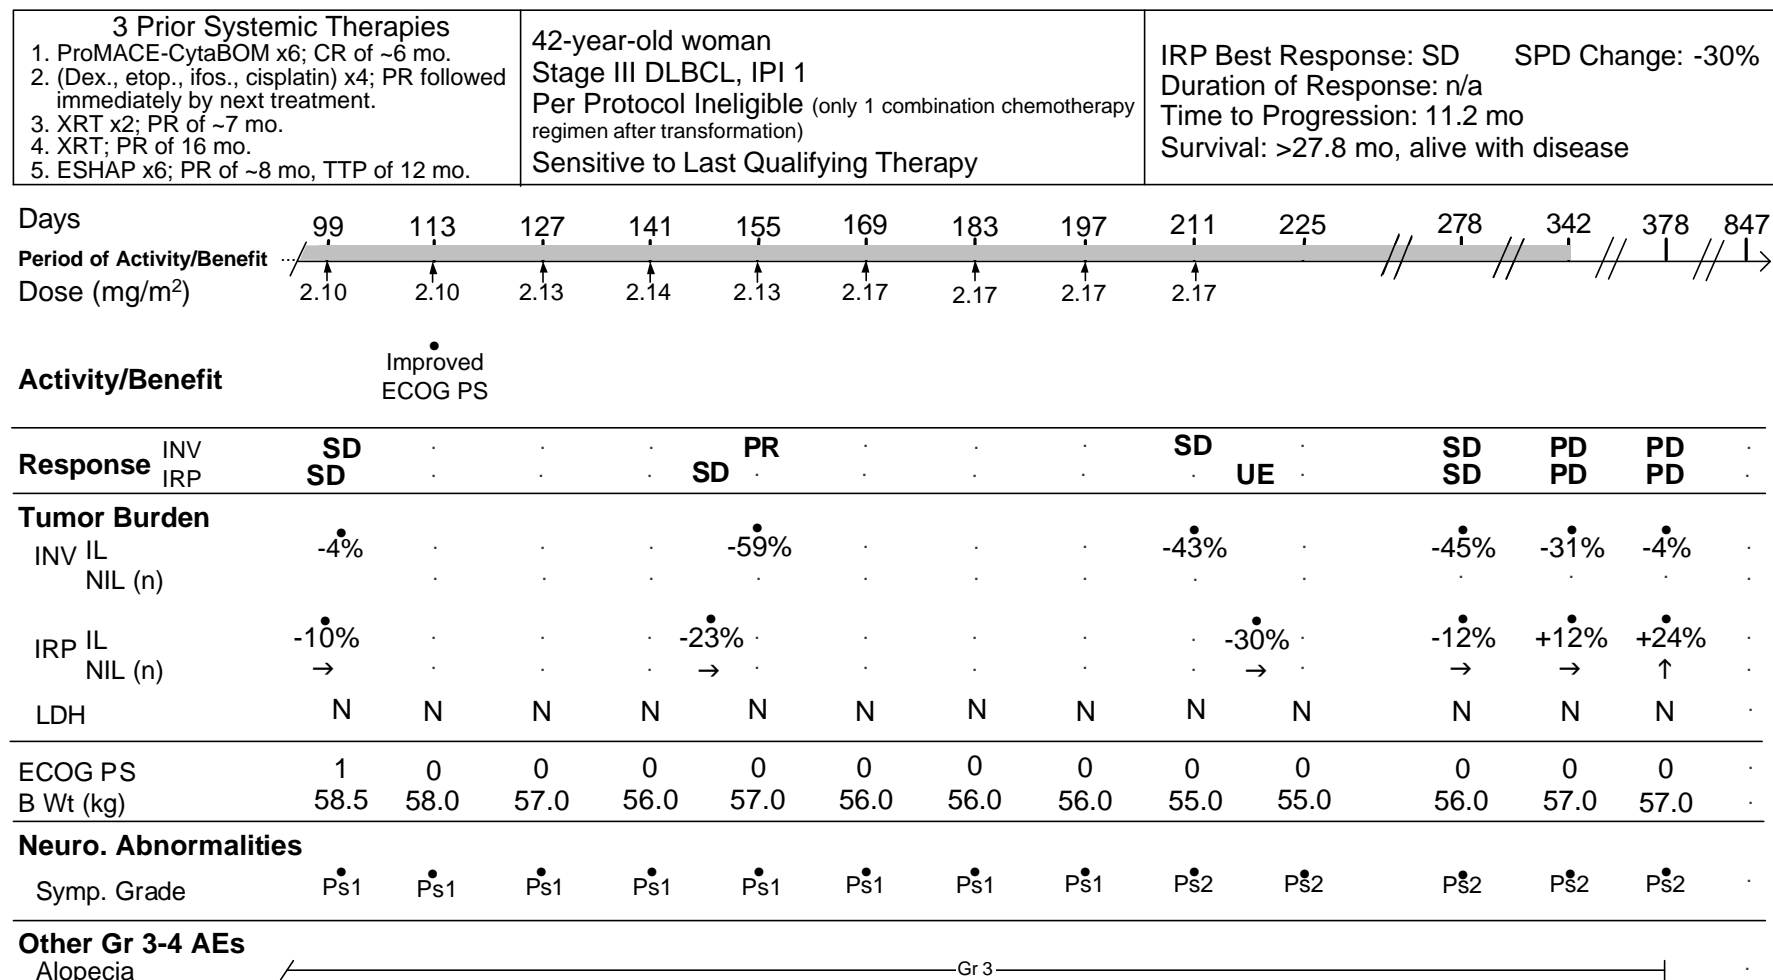 3 Prior Systemic Therapies
1. ProMACE-CytaBOM x6; CR of ~6 mo.
2. (Dex., etop., ifos., cisplatin) x4; PR followed
immediately by next treatment.
3. XRT x2; PR of ~7 mo.
4. XRT; PR of 16 mo.
5. ESHAP x6; PR of ~8 mo, TTP of 12 mo.
42-year-old woman
Stage III DLBCL, IPI 1
Per Protocol Ineligible (only 1 combination chemotherapy
regimen after transformation)
Sensitive to Last Qualifying Therapy
IRP Best Response: SD SPD Change: -30%
Duration of Response: n/a
Time to Progression: 11.2 mo
Survival: >27.8 mo, alive with disease
Days 99 113 127 141 155 169 183 197 211 225 278 342 378 847
Period of Activity/Benefit ...
Dose (mg/m²) 2.10 2.10 2.13 2.14 2.13 2.17 2.17 2.17 2.17
Activity/Benefit
Improved
ECOG PS
Response
INV SD PR SD SD PD PD
IRP SD SD UE SD PD PD
Tumor Burden
INV IL -4% -59% -43% -45% -31% -4%
NIL (n)
IRP IL -10% -23% -30% -12% +12% +24%
NIL (n) → → → → → ↑
LDH N N N N N N N N N N N N N
ECOG PS 1 0 0 0 0 0 0 0 0 0 0 0 0
B Wt (kg) 58.5 58.0 57.0 56.0 57.0 56.0 56.0 56.0 55.0 55.0 56.0 57.0 57.0
Neuro. Abnormalities
Symp. Grade Ps1 Ps1 Ps1 Ps1 Ps1 Ps1 Ps1 Ps1 Ps2 Ps2 Ps2 Ps2 Ps2
Other Gr 3-4 AEs
Alopecia Gr 3